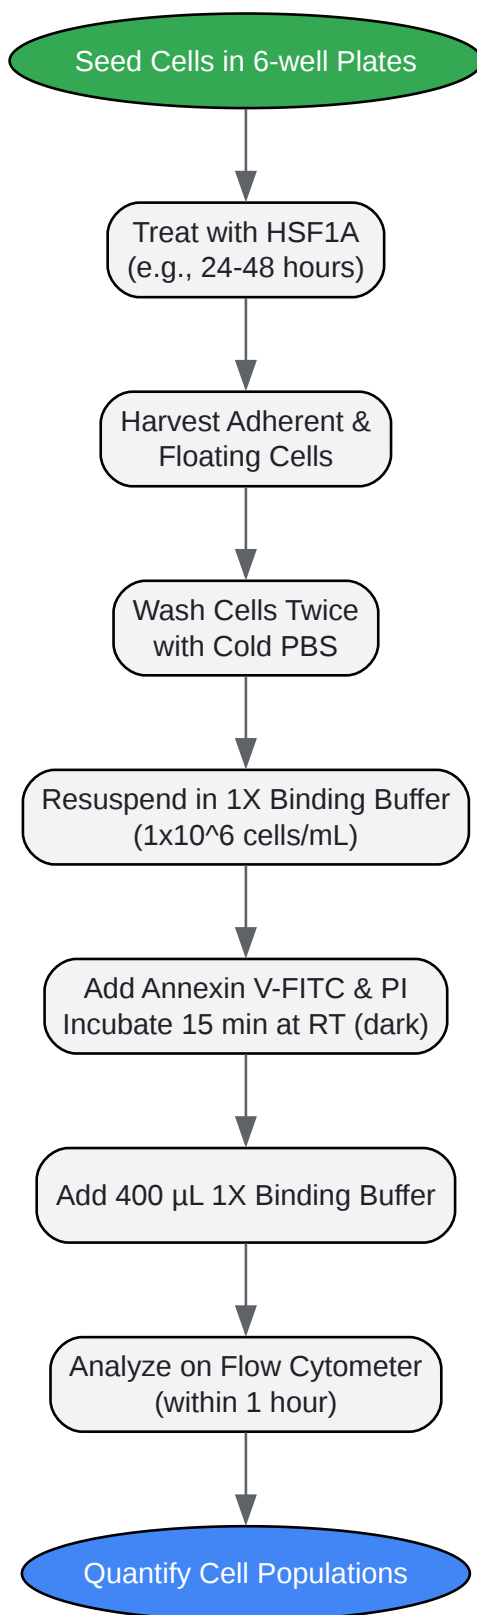 Seed Cells in 6-well Plates
Treat with HSF1A
(e.g., 24-48 hours)
Harvest Adherent &
Floating Cells
Wash Cells Twice
with Cold PBS
Resuspend in 1X Binding Buffer
(1x10^6 cells/mL)
Add Annexin V-FITC & PI
Incubate 15 min at RT (dark)
Add 400 µL 1X Binding Buffer
Analyze on Flow Cytometer
(within 1 hour)
Quantify Cell Populations